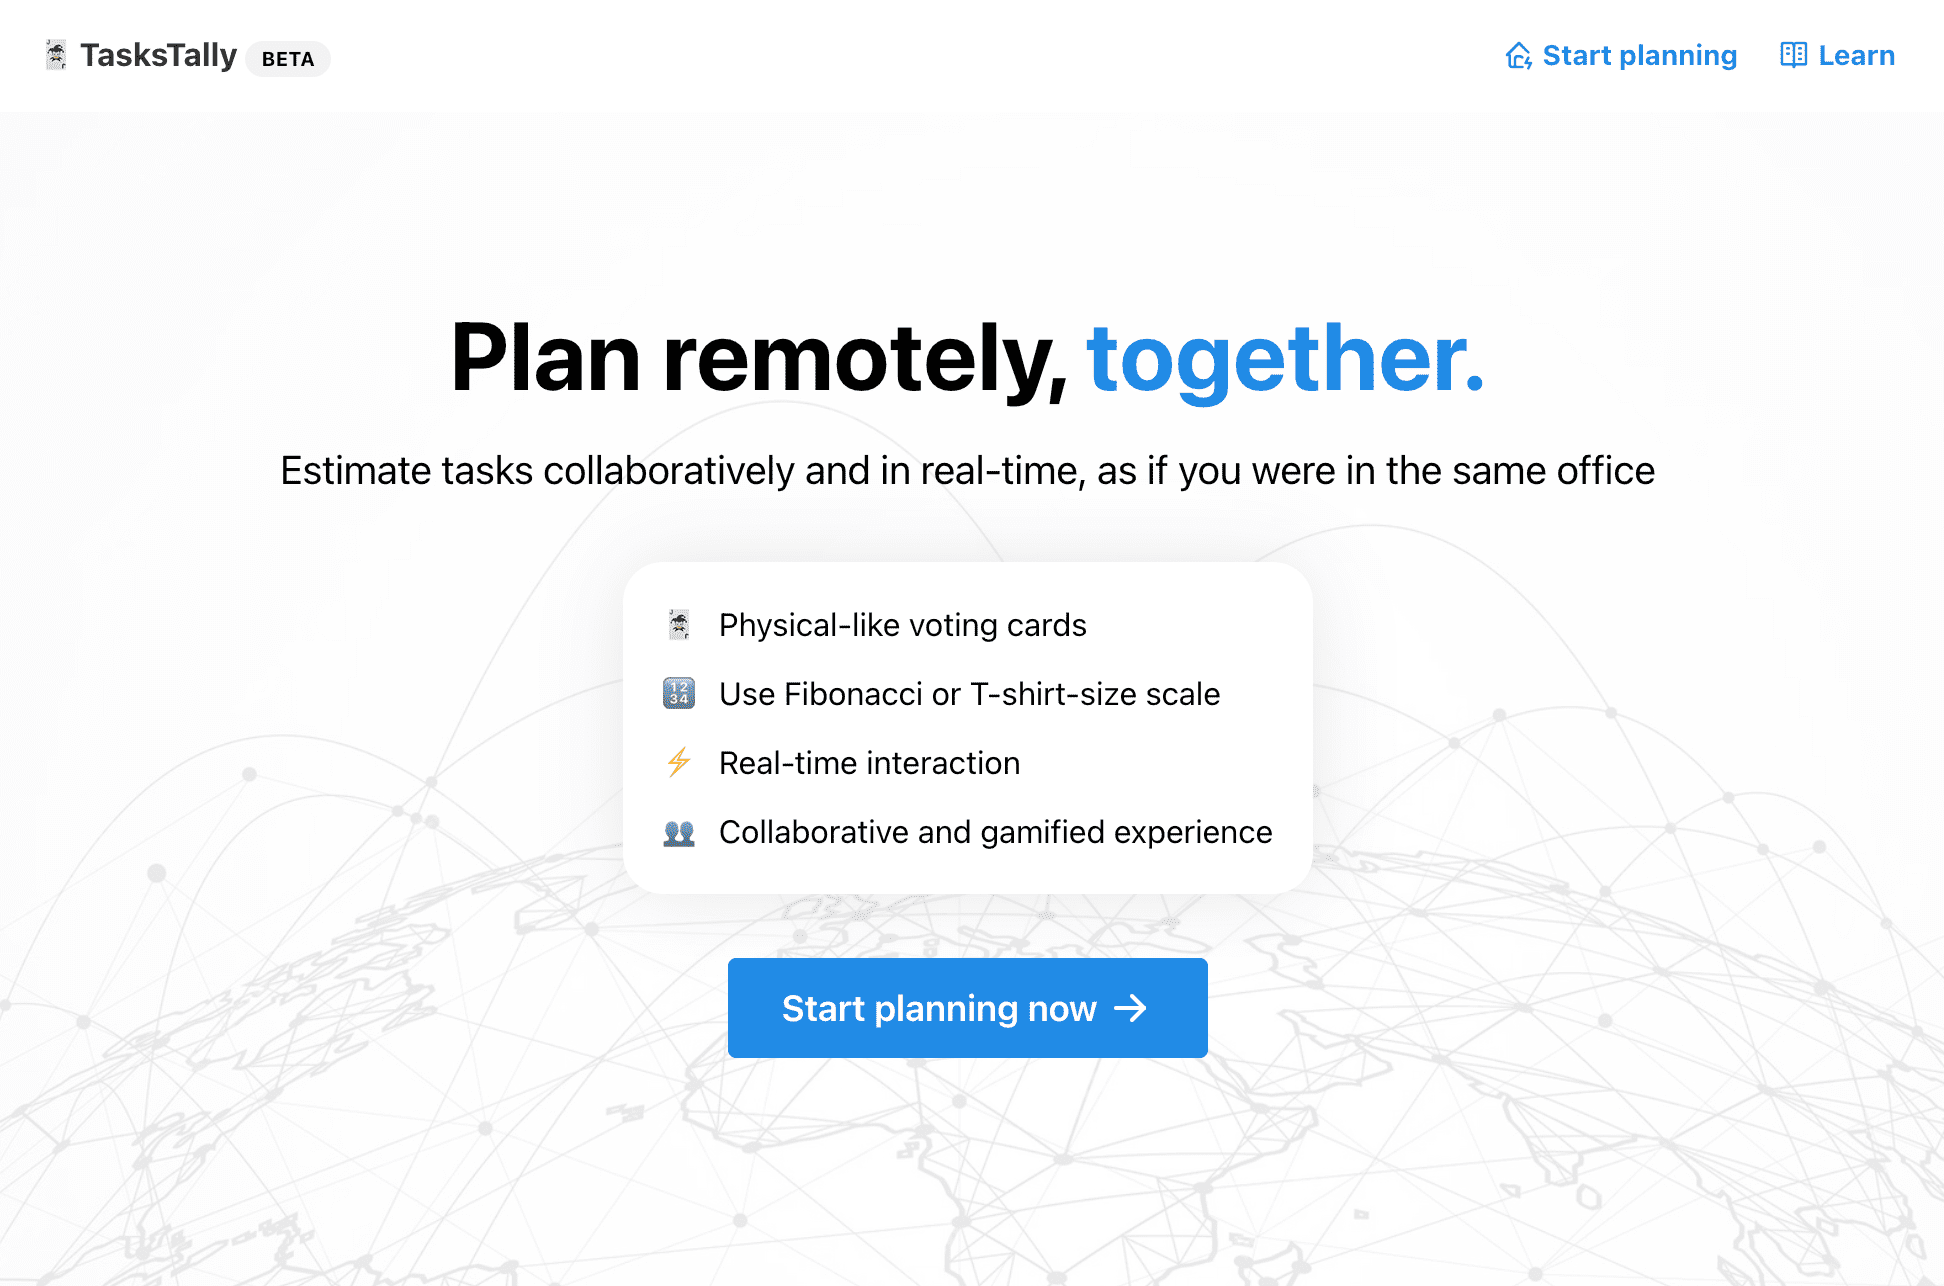 TasksTally BETA
Start planning
Learn
Plan remotely, together.
Estimate tasks collaboratively and in real-time, as if you were in the same office
Physical-like voting cards
Use Fibonacci or T-shirt-size scale
Real-time interaction
Collaborative and gamified experience
Start planning now →